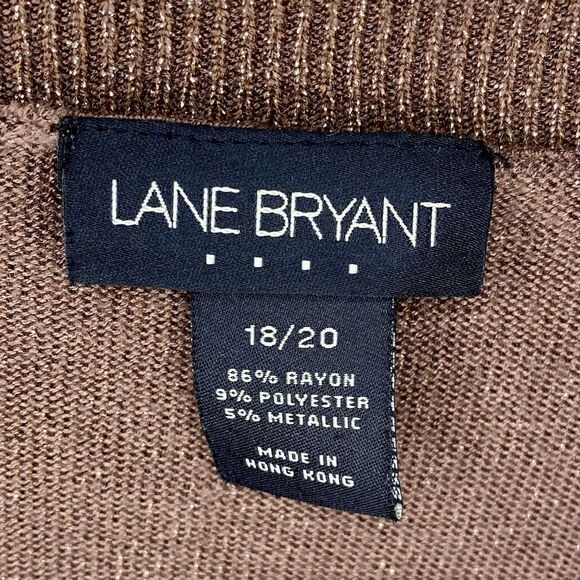 LANE BRYANT
18/20
86% RAYON
9% POLYESTER
5% METALLIC
MADE IN
HONG KONG